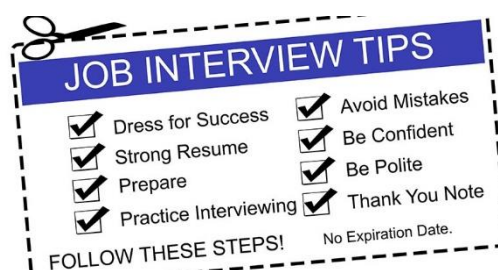 JOB INTERVIEW TIPS
Dress for Success
Strong Resume
Prepare
Practice Interviewing
Avoid Mistakes
Be Confident
Be Polite
Thank You Note
FOLLOW THESE STEPS!
No Expiration Date.